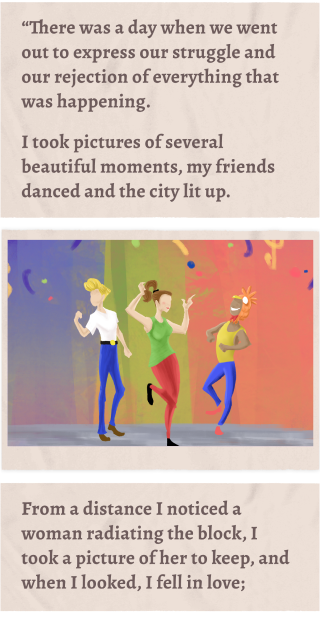 “There was a day when we went
out to express our struggle and
our rejection of everything that
was happening.
I took pictures of several
beautiful moments, my friends
danced and the city lit up.
From a distance I noticed a
woman radiating the block, I
took a picture of her to keep, and
when I looked, I fell in love;